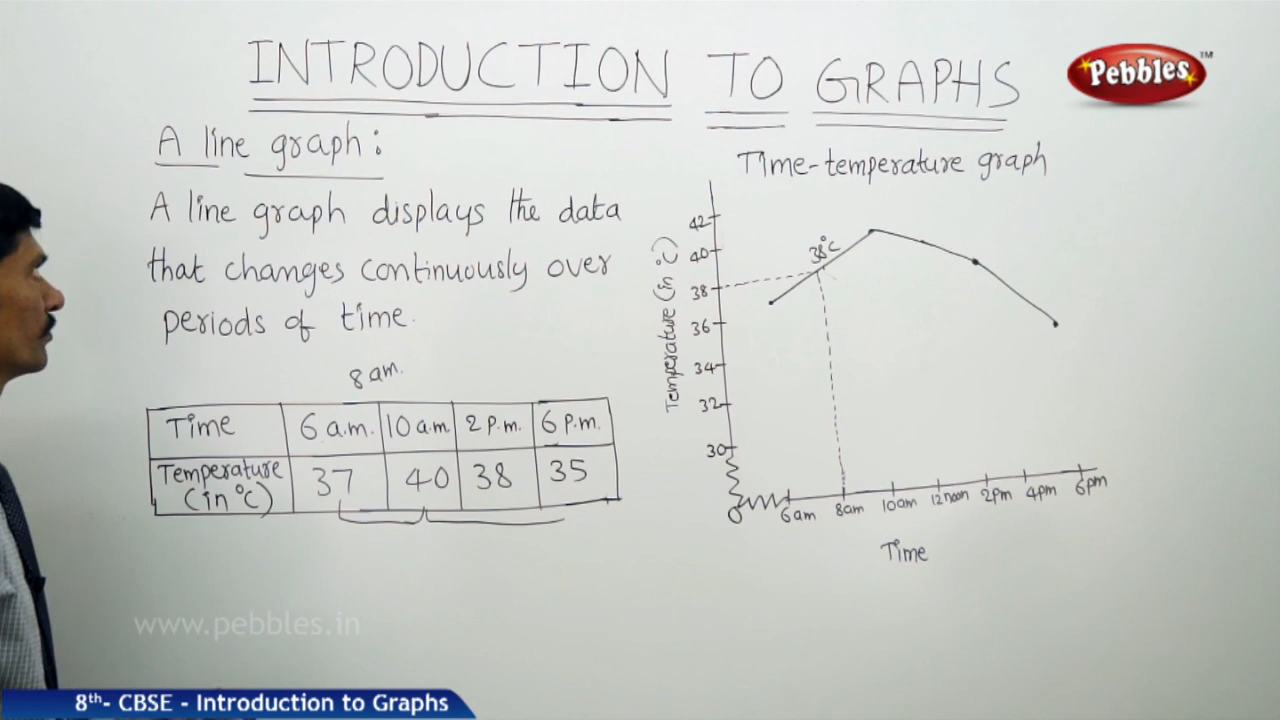 INTRODUCTION TO GRAPHS
Pebbles™
A line graph:
A line graph displays the data
that changes continuously over
periods of time.
8 am.
Time 6 a.m. 10 a.m 2 p.m. 6 p.m.
Temperature
(in °C) 37 40 38 35
Time-temperature graph
Temperature (in °C)
42
40
38
36
34
32
30
0
38°C
6am 8am 10am 12noon 2pm 4pm 6pm
Time
www.pebbles.in
8th- CBSE - Introduction to Graphs